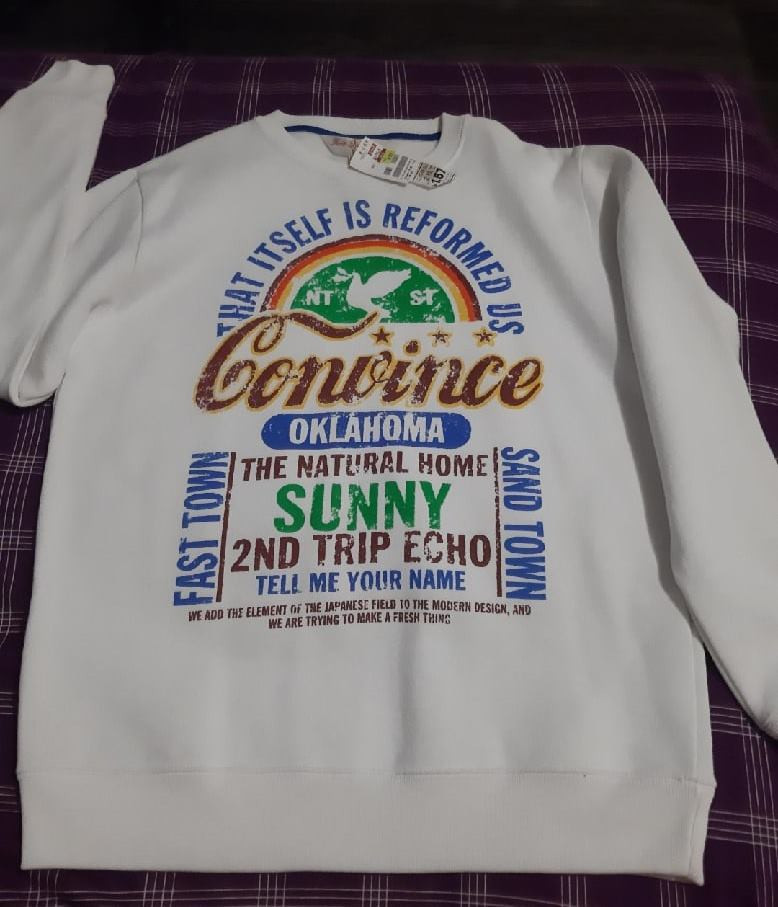 THAT ITSELF IS REFORMED US
NT ST
Convince
OKLAHOMA
FAST TOWN
THE NATURAL HOME
SUNNY
2ND TRIP ECHO
TELL ME YOUR NAME
SAND TOWN
WE ADD THE ELEMENT OF THE JAPANESE FIELD TO THE MODERN DESIGN, AND
WE ARE TRYING TO MAKE A FRESH THING